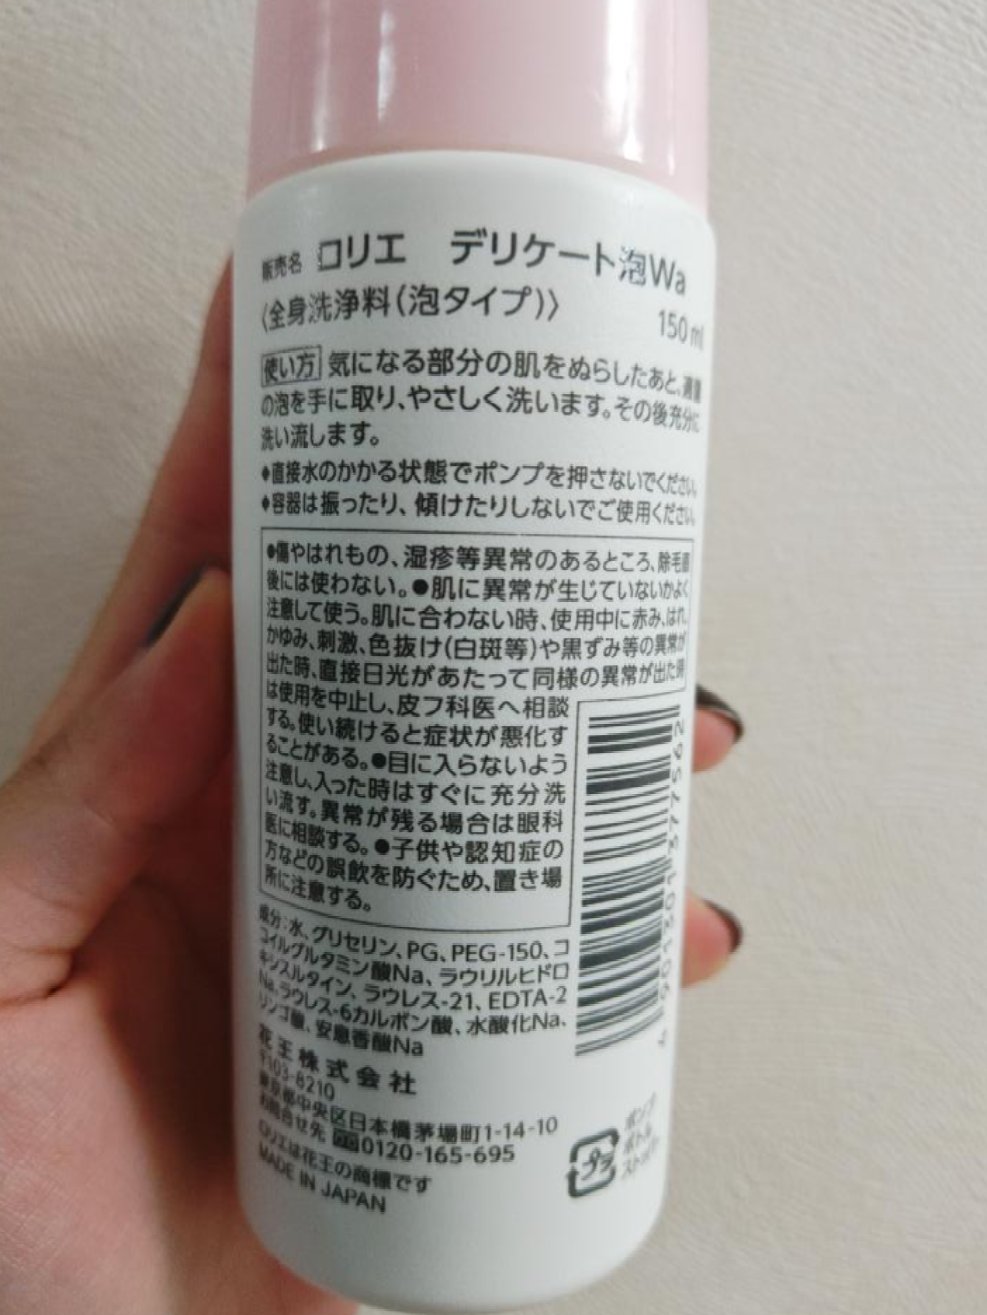 販売名 ロリエ デリケート泡Wa
〈全身洗浄料(泡タイプ)〉 150ml
使い方 気になる部分の肌をぬらしたあと、適量
の泡を手に取り、やさしく洗います。その後充分に
洗い流します。
●直接水のかかる状態でポンプを押さないでください。
●容器は振ったり、傾けたりしないでご使用ください。
●傷やはれもの、湿疹等異常のあるところ、除毛直
後には使わない。●肌に異常が生じていないかよく
注意して使う。肌に合わない時、使用中に赤み、はれ、
かゆみ、刺激、色抜け(白斑等)や黒ずみ等の異常が
出た時、直接日光があたって同様の異常が出た時
は使用を中止し、皮フ科医へ相談
する。使い続けると症状が悪化す
ることがある。●目に入らないよう
注意し、入った時はすぐに充分洗
い流す。異常が残る場合は眼科
医に相談する。●子供や認知症の
方などの誤飲を防ぐため、置き場
所に注意する。
成分:水、グリセリン、PG、PEG-150、コ
コイルグルタミン酸Na、ラウリルヒドロ
キシスルタイン、ラウレス-21、EDTA-2
Na、ラウレス-6カルボン酸、水酸化Na、
リンゴ酸、安息香酸Na
花王株式会社
〒103-8210
東京都中央区日本橋茅場町1-14-10
お問合せ先 0120-165-695
ロリエは花王の商標です
MADE IN JAPAN
プラ
ポンプ
ボトル